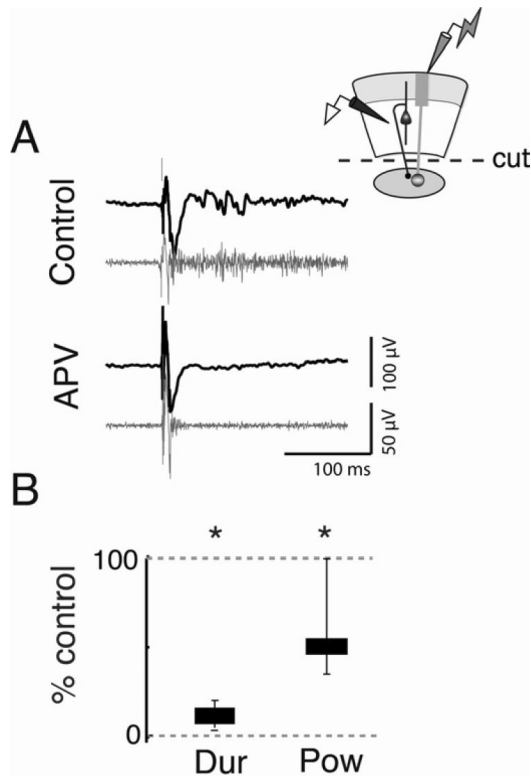 cut
A
Control
APV
100 µV
50 µV
100 ms
B
* *
100
% control
0
Dur Pow